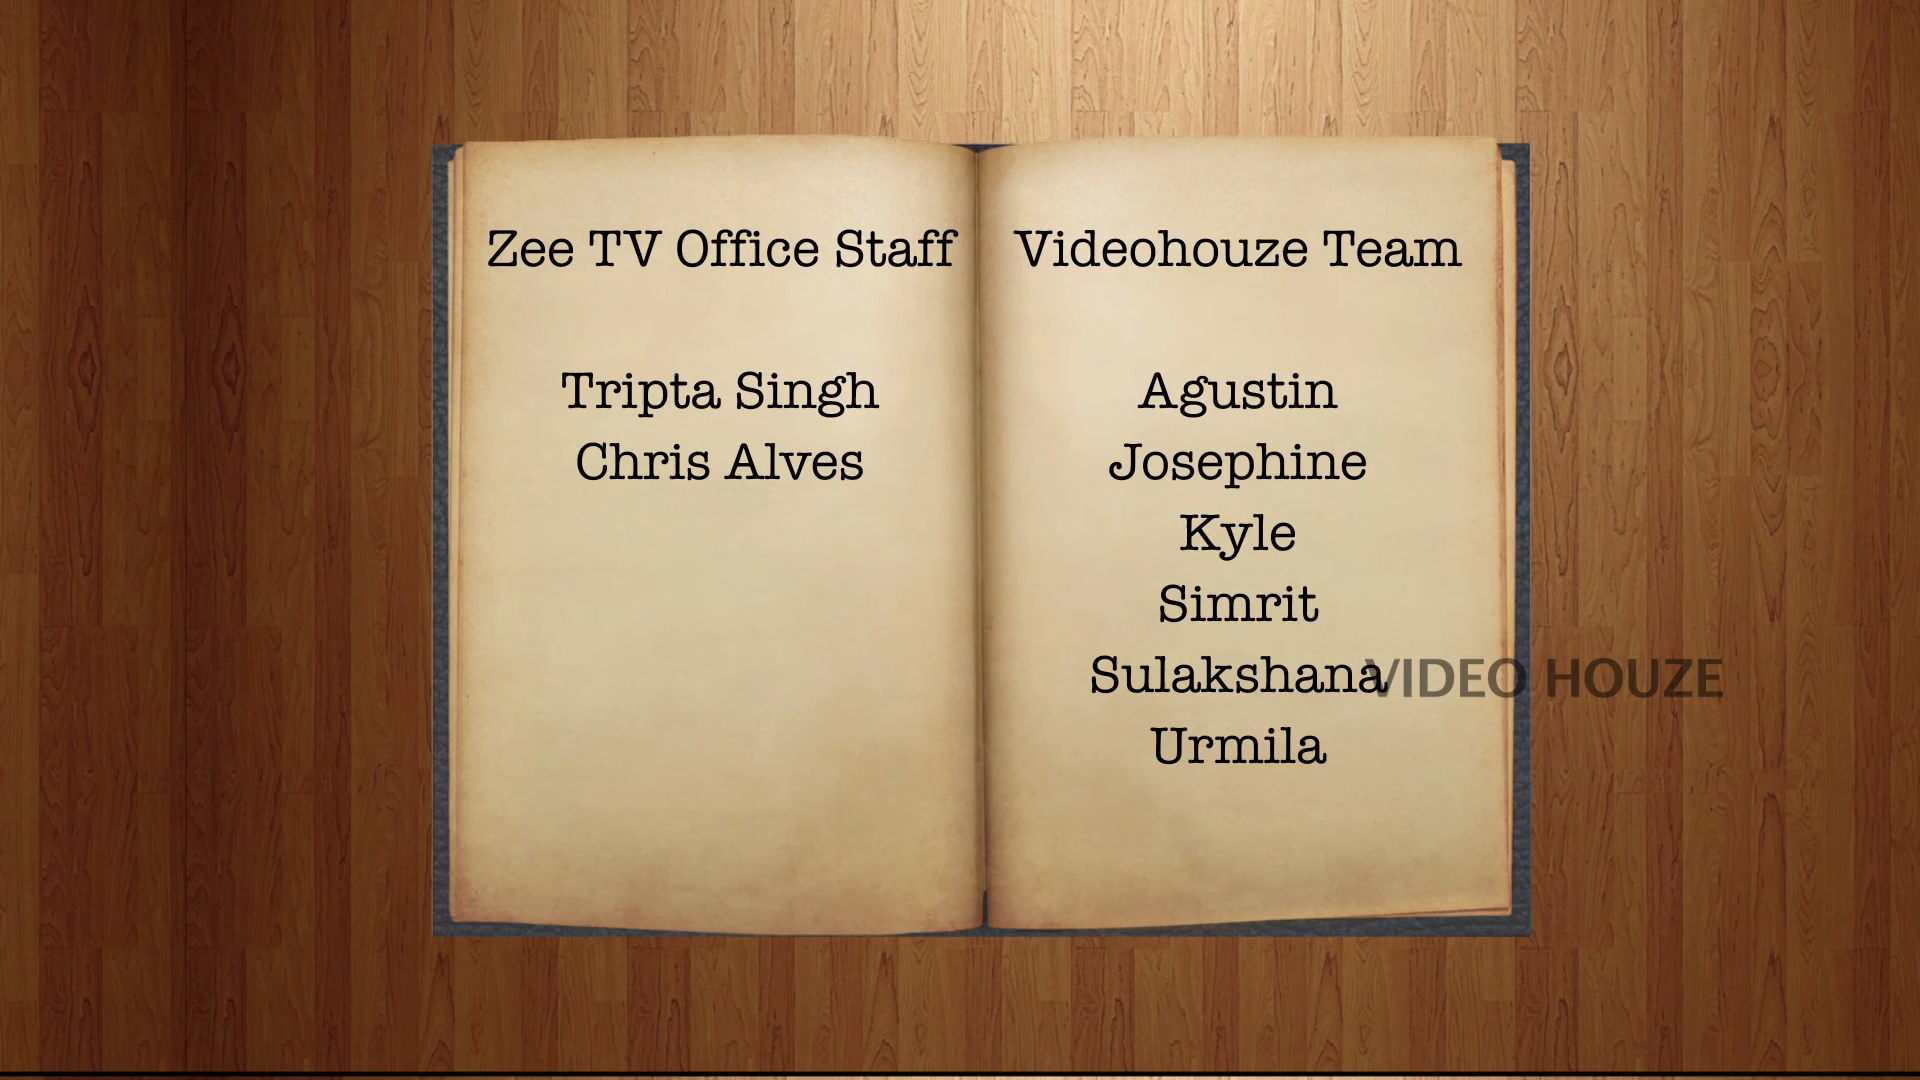 Zee TV Office Staff
Tripta Singh
Chris Alves
Videohouze Team
Agustin
Josephine
Kyle
Simrit
Sulakshana
Urmila
VIDEO HOUZE